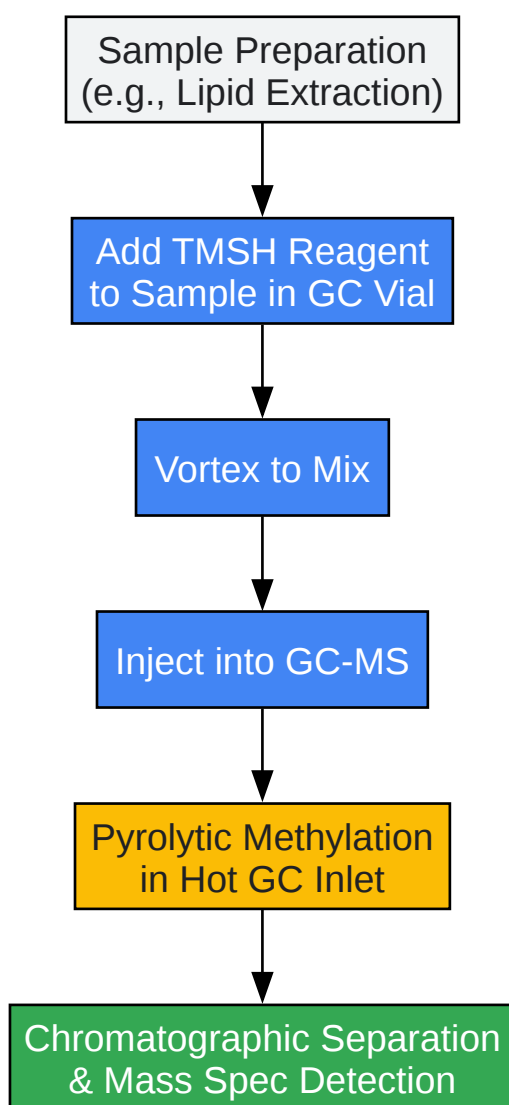 Sample Preparation
(e.g., Lipid Extraction)
Add TMSH Reagent
to Sample in GC Vial
Vortex to Mix
Inject into GC-MS
Pyrolytic Methylation
in Hot GC Inlet
Chromatographic Separation
& Mass Spec Detection